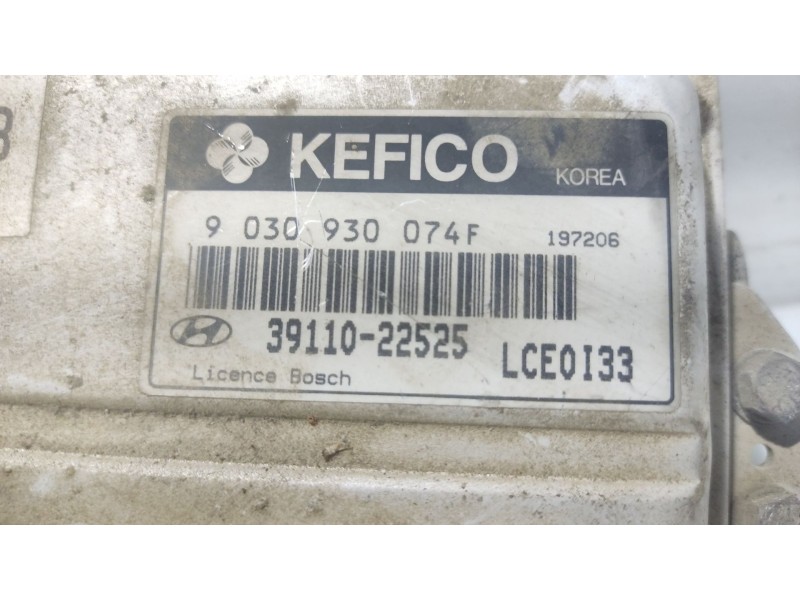 KEFICO KOREA
9 030 930 074F 197206
39110-22525 LCE0I33
Licence Bosch